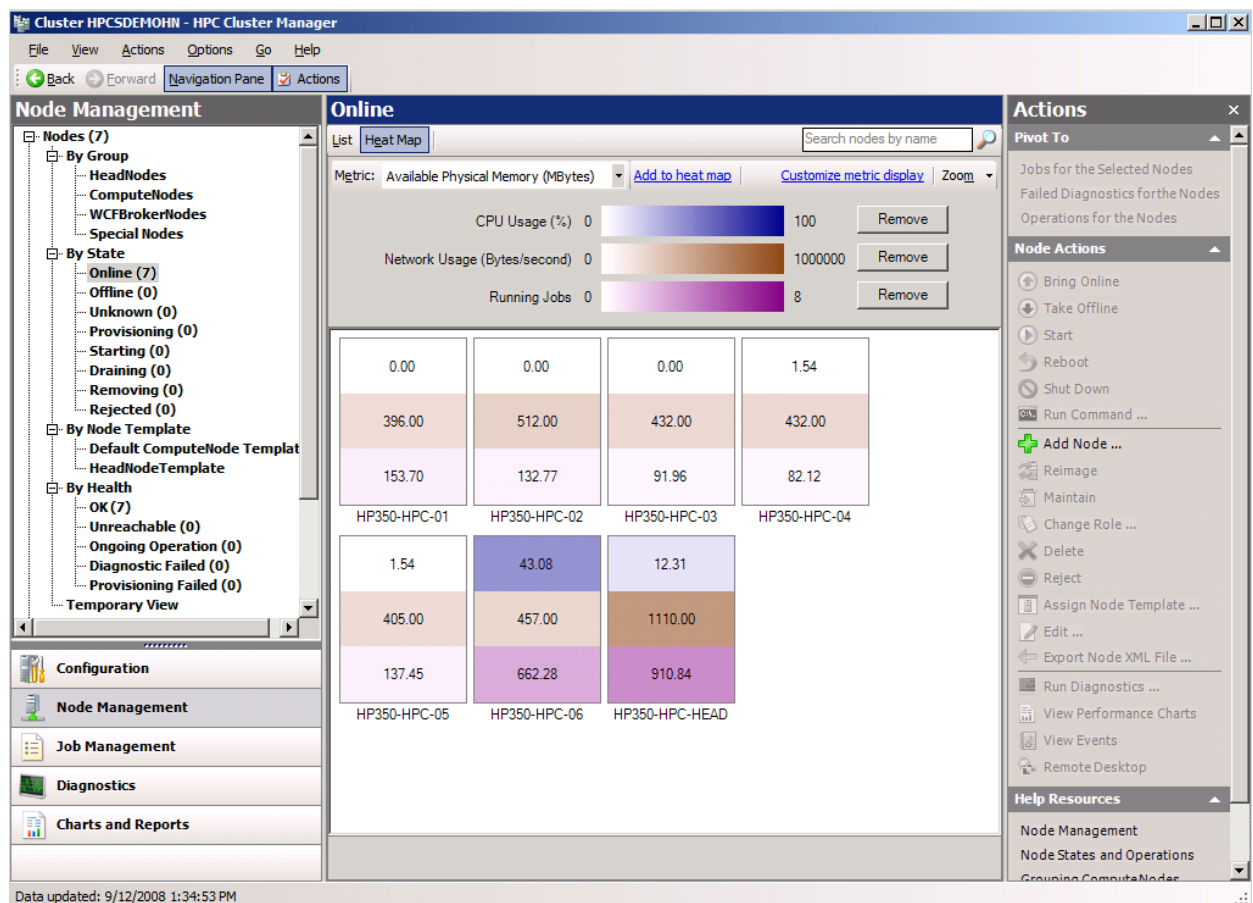 Cluster HPCSDEMOHN - HPC Cluster Manager
File View Actions Options Go Help
Back Forward Navigation Pane Actions
Node Management
Nodes (7)
By Group
HeadNodes
ComputeNodes
WCFBrokerNodes
Special Nodes
By State
Online (7)
Offline (0)
Unknown (0)
Provisioning (0)
Starting (0)
Draining (0)
Removing (0)
Rejected (0)
By Node Template
Default ComputeNode Templat
HeadNodeTemplate
By Health
OK (7)
Unreachable (0)
Ongoing Operation (0)
Diagnostic Failed (0)
Provisioning Failed (0)
Temporary View
Configuration
Node Management
Job Management
Diagnostics
Charts and Reports
Online
List Heat Map Search nodes by name
Metric: Available Physical Memory (MBytes) Add to heat map Customize metric display Zoom
CPU Usage (%) 0 100 Remove
Network Usage (Bytes/second) 0 1000000 Remove
Running Jobs 0 8 Remove
0.00 0.00 0.00 1.54
396.00 512.00 432.00 432.00
153.70 132.77 91.96 82.12
HP350-HPC-01 HP350-HPC-02 HP350-HPC-03 HP350-HPC-04
1.54 43.08 12.31
405.00 457.00 1110.00
137.45 662.28 910.84
HP350-HPC-05 HP350-HPC-06 HP350-HPC-HEAD
Actions
Pivot To
Jobs for the Selected Nodes
Failed Diagnostics forthe Nodes
Operations for the Nodes
Node Actions
Bring Online
Take Offline
Start
Reboot
Shut Down
Run Command ...
Add Node ...
Reimage
Maintain
Change Role ...
Delete
Reject
Assign Node Template ...
Edit ...
Export Node XML File ...
Run Diagnostics ...
View Performance Charts
View Events
Remote Desktop
Help Resources
Node Management
Node States and Operations
Grouping ComputeNodes
Data updated: 9/12/2008 1:34:53 PM